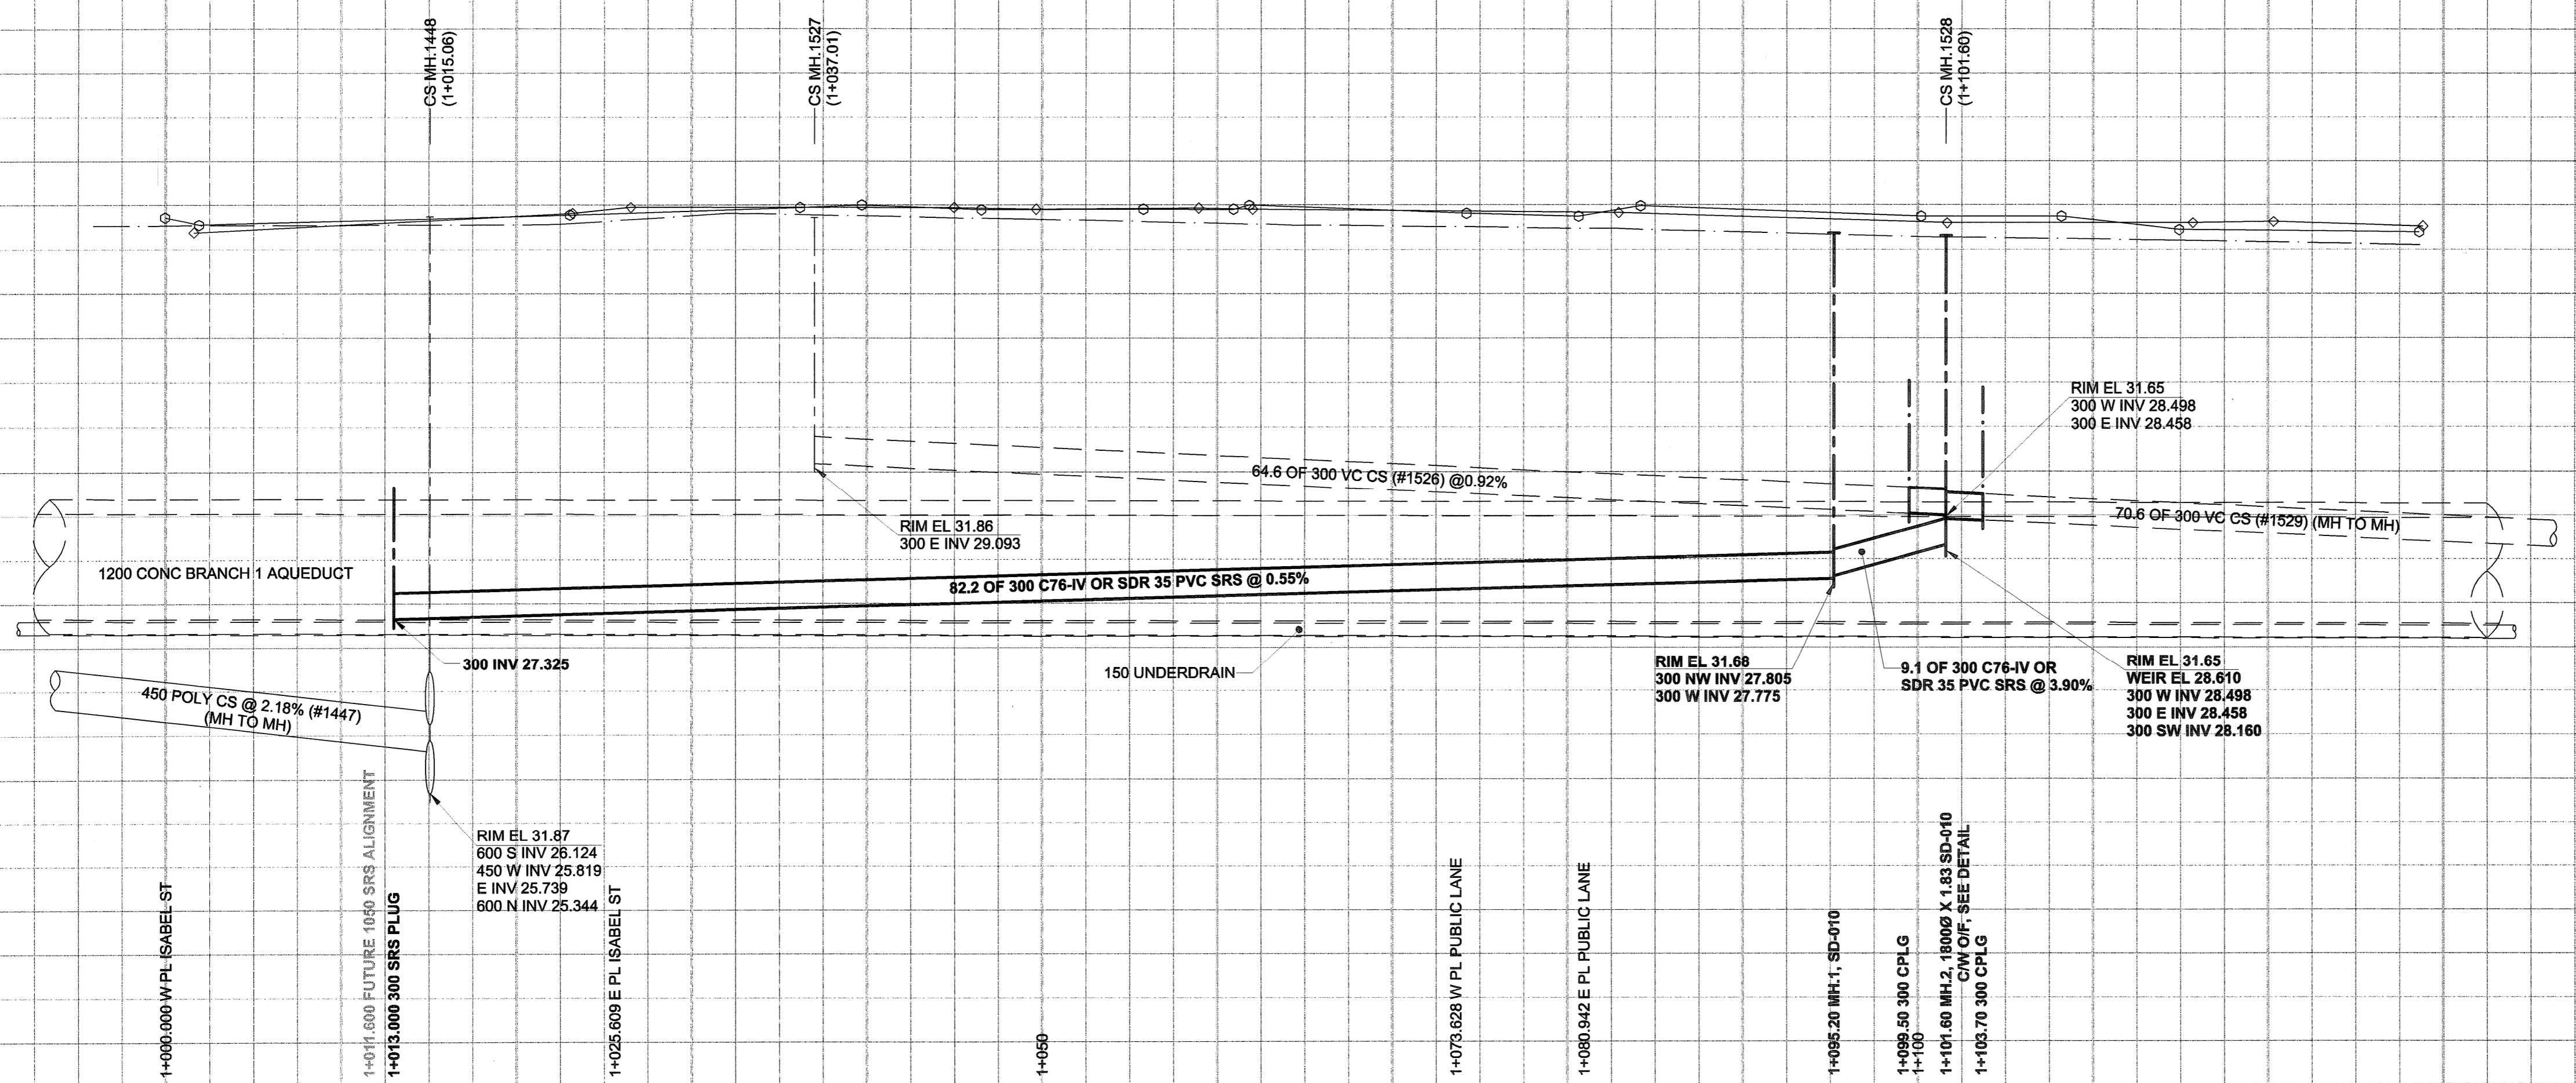 CS MH.1448
(1+015.06)
CS MH.1527
(1+037.01)
CS MH.1528
(1+101.60)
RIM EL 31.65
300 W INV 28.498
300 E INV 28.458
64.6 OF 300 VC CS (#1526) @0.92%
RIM EL 31.86
300 E INV 29.093
70.6 OF 300 VC CS (#1529) (MH TO MH)
1200 CONC BRANCH 1 AQUEDUCT
82.2 OF 300 C76-IV OR SDR 35 PVC SRS @ 0.55%
300 INV 27.325
150 UNDERDRAIN
RIM EL 31.68
300 NW INV 27.805
300 W INV 27.775
9.1 OF 300 C76-IV OR
SDR 35 PVC SRS @ 3.90%
RIM EL 31.65
WEIR EL 28.610
300 W INV 28.498
300 E INV 28.458
300 SW INV 28.160
450 POLY CS @ 2.18% (#1447)
(MH TO MH)
RIM EL 31.87
600 S INV 26.124
450 W INV 25.819
E INV 25.739
600 N INV 25.344
1+000.000 W PL ISABEL ST
1+011.600 FUTURE 1050 SRS ALIGNMENT
1+013.000 300 SRS PLUG
1+025.609 E PL ISABEL ST
1+050
1+073.628 W PL PUBLIC LANE
1+080.942 E PL PUBLIC LANE
1+095.20 MH.1, SD-010
1+099.50 300 CPLG
1+100
1+101.60 MH.2, 1800Ø X 1.83 SD-010
C/W O/F, SEE DETAIL
1+103.70 300 CPLG